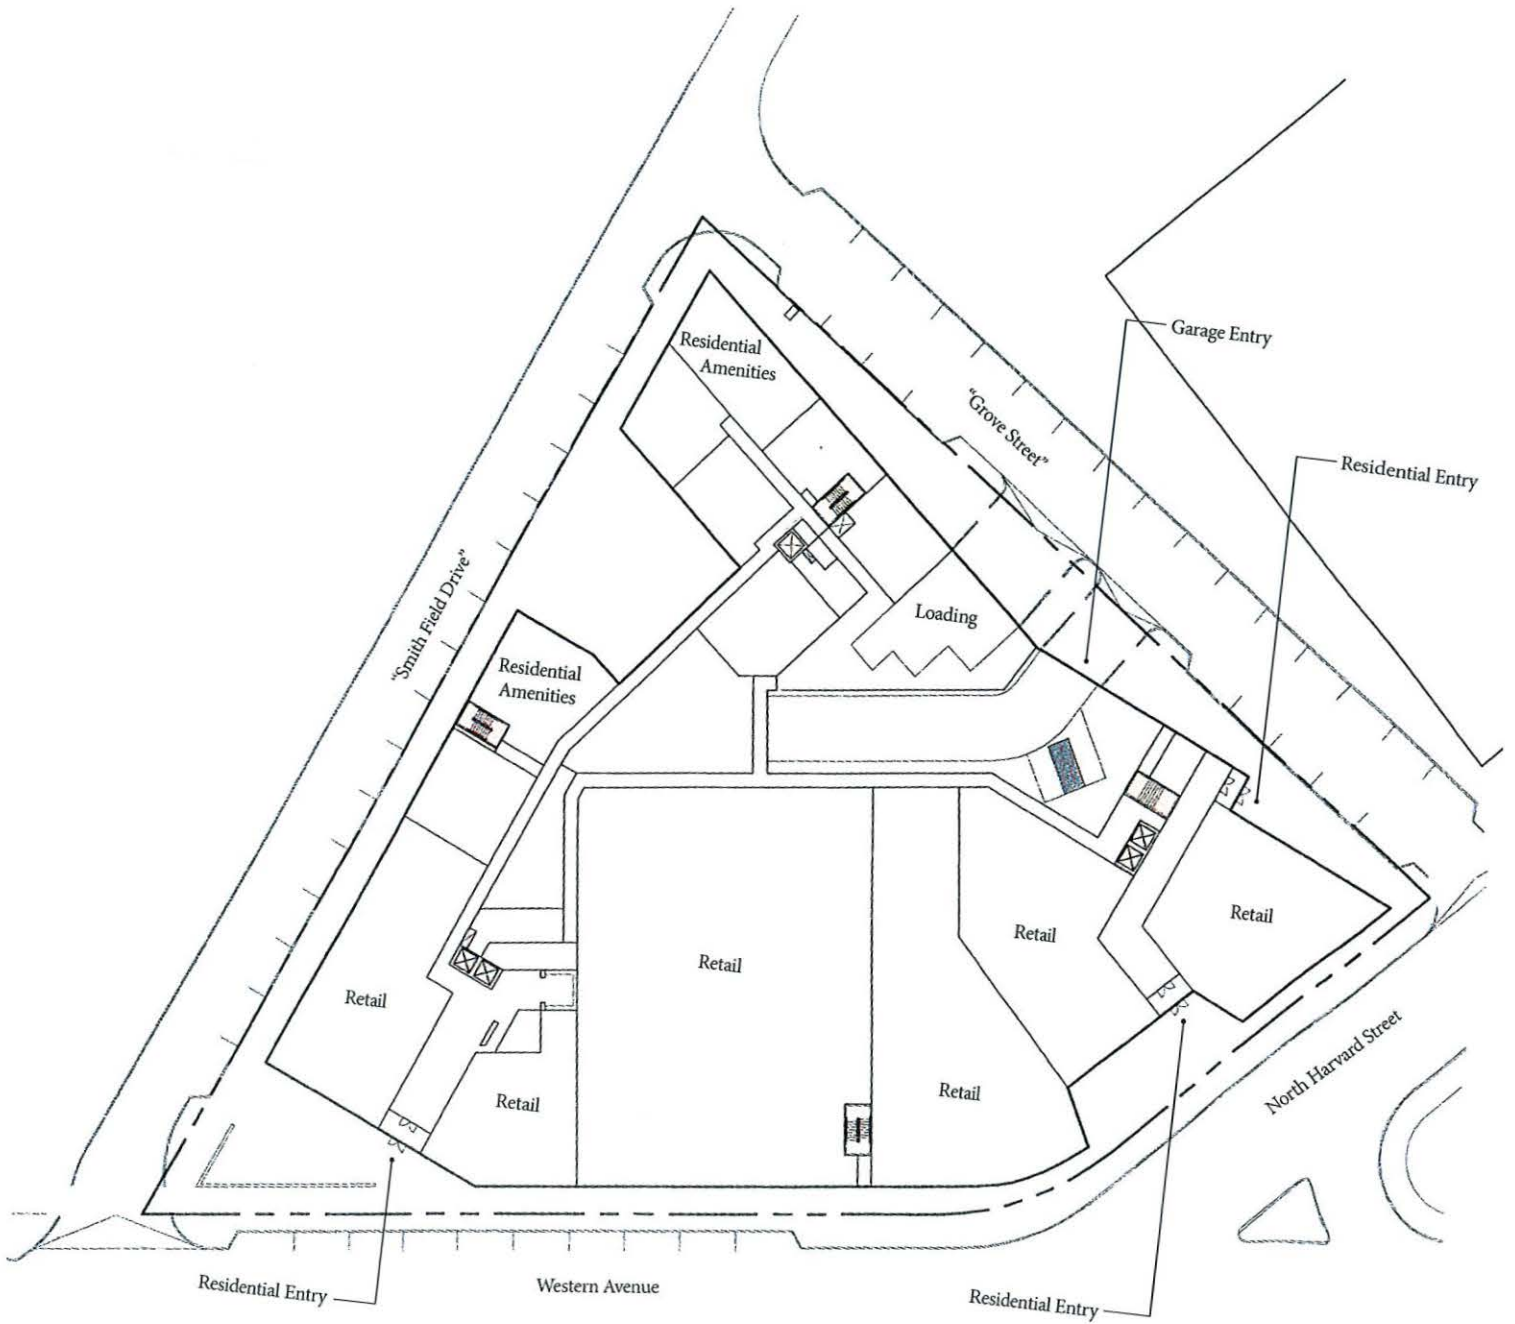 Residential
Amenities
Garage Entry
"Grove Street"
Residential Entry
"Smith Field Drive"
Loading
Residential
Amenities
Retail
Retail
Retail
Retail
Retail
Retail
North Harvard Street
Residential Entry
Western Avenue
Residential Entry